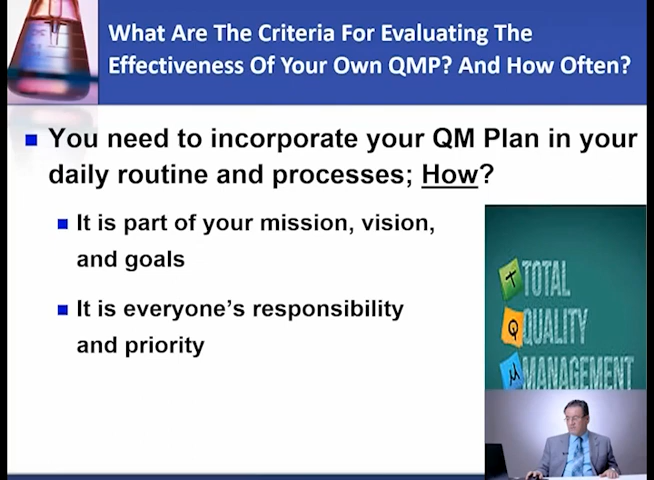 What Are The Criteria For Evaluating The
Effectiveness Of Your Own QMP? And How Often?
You need to incorporate your QM Plan in your
daily routine and processes; How?
It is part of your mission, vision,
and goals
It is everyone's responsibility
and priority
T TOTAL
Q QUALITY
M MANAGEMENT